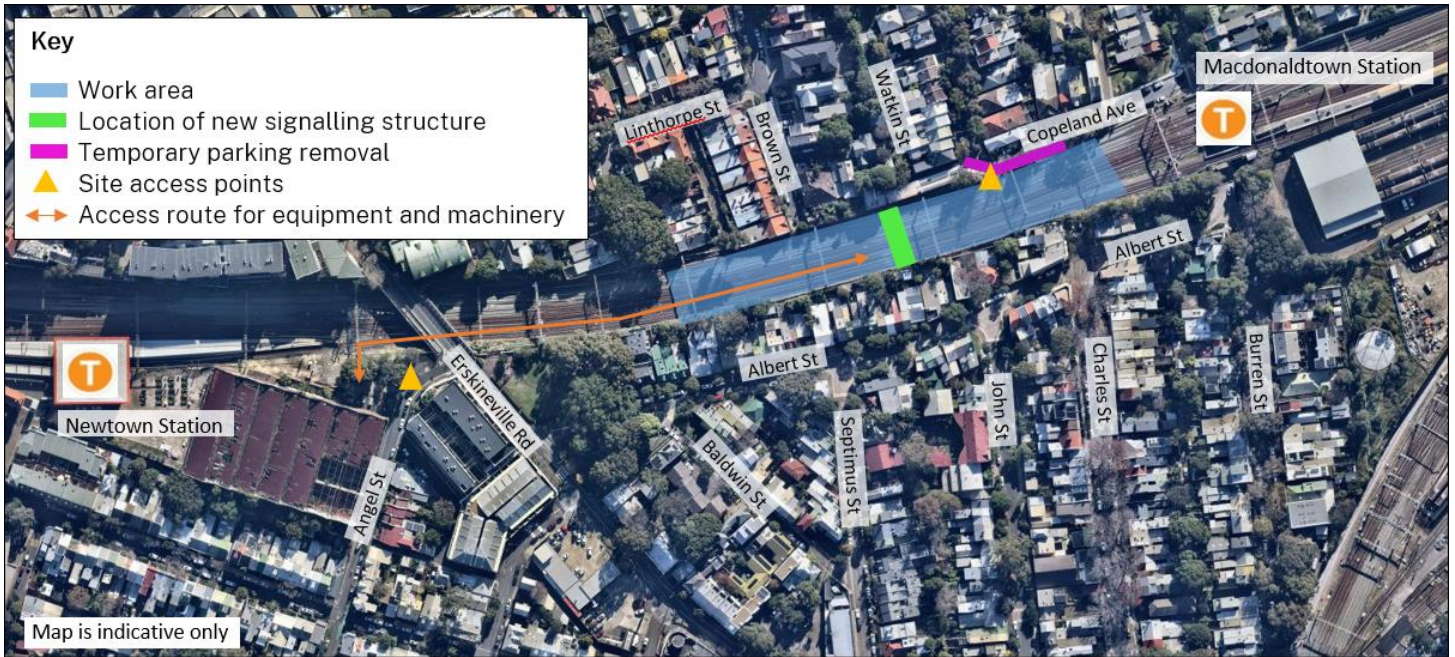 Key
Work area
Location of new signalling structure
Temporary parking removal
Site access points
Access route for equipment and machinery
Macdonaldtown Station
T
Copeland Ave
Watkin St
Linthorpe St
Brown St
Albert St
T
Newtown Station
Erskineville Rd
Albert St
Angel St
Baldwin St
Septimus St
John St
Charles St
Burren St
Map is indicative only